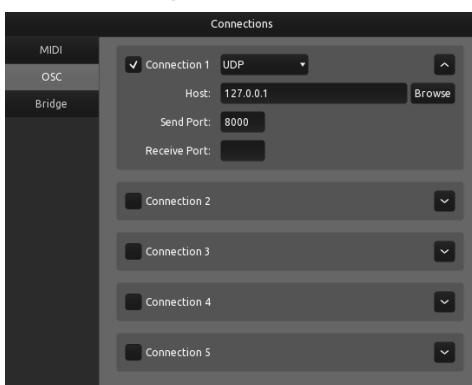 Connections
MIDI
OSC
Bridge
Connection 1 UDP
Host: 127.0.0.1 Browse
Send Port: 8000
Receive Port:
Connection 2
Connection 3
Connection 4
Connection 5